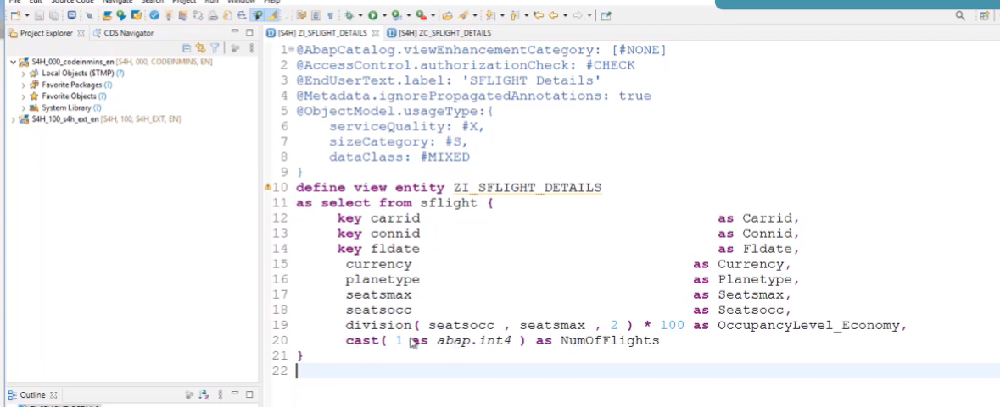 File Edit Source Code Navigate Search Project Run Window Help
Project Explorer
CDS Navigator
[S4H] ZI_SFLIGHT_DETAILS
[S4H] ZC_SFLIGHT_DETAILS
S4H_000_codeinmins_en [S4H, 000, CODEINMINS, EN]
Local Objects ($TMP) (?)
Favorite Packages (?)
Favorite Objects (?)
System Library (?)
S4H_100_s4h_ext_en [S4H, 100, S4H_EXT, EN]
1 @AbapCatalog.viewEnhancementCategory: [#NONE]
2 @AccessControl.authorizationCheck: #CHECK
3 @EndUserText.label: 'SFLIGHT Details'
4 @Metadata.ignorePropagatedAnnotations: true
5 @ObjectModel.usageType:{
6 serviceQuality: #X,
7 sizeCategory: #S,
8 dataClass: #MIXED
9 }
10 define view entity ZI_SFLIGHT_DETAILS
11 as select from sflight {
12 key carrid as Carrid,
13 key connid as Connid,
14 key fldate as Fldate,
15 currency as Currency,
16 planetype as Planetype,
17 seatsmax as Seatsmax,
18 seatsocc as Seatsocc,
19 division( seatsocc , seatsmax , 2 ) * 100 as OccupancyLevel_Economy,
20 cast( 1 as abap.int4 ) as NumOfFlights
21 }
22
Outline